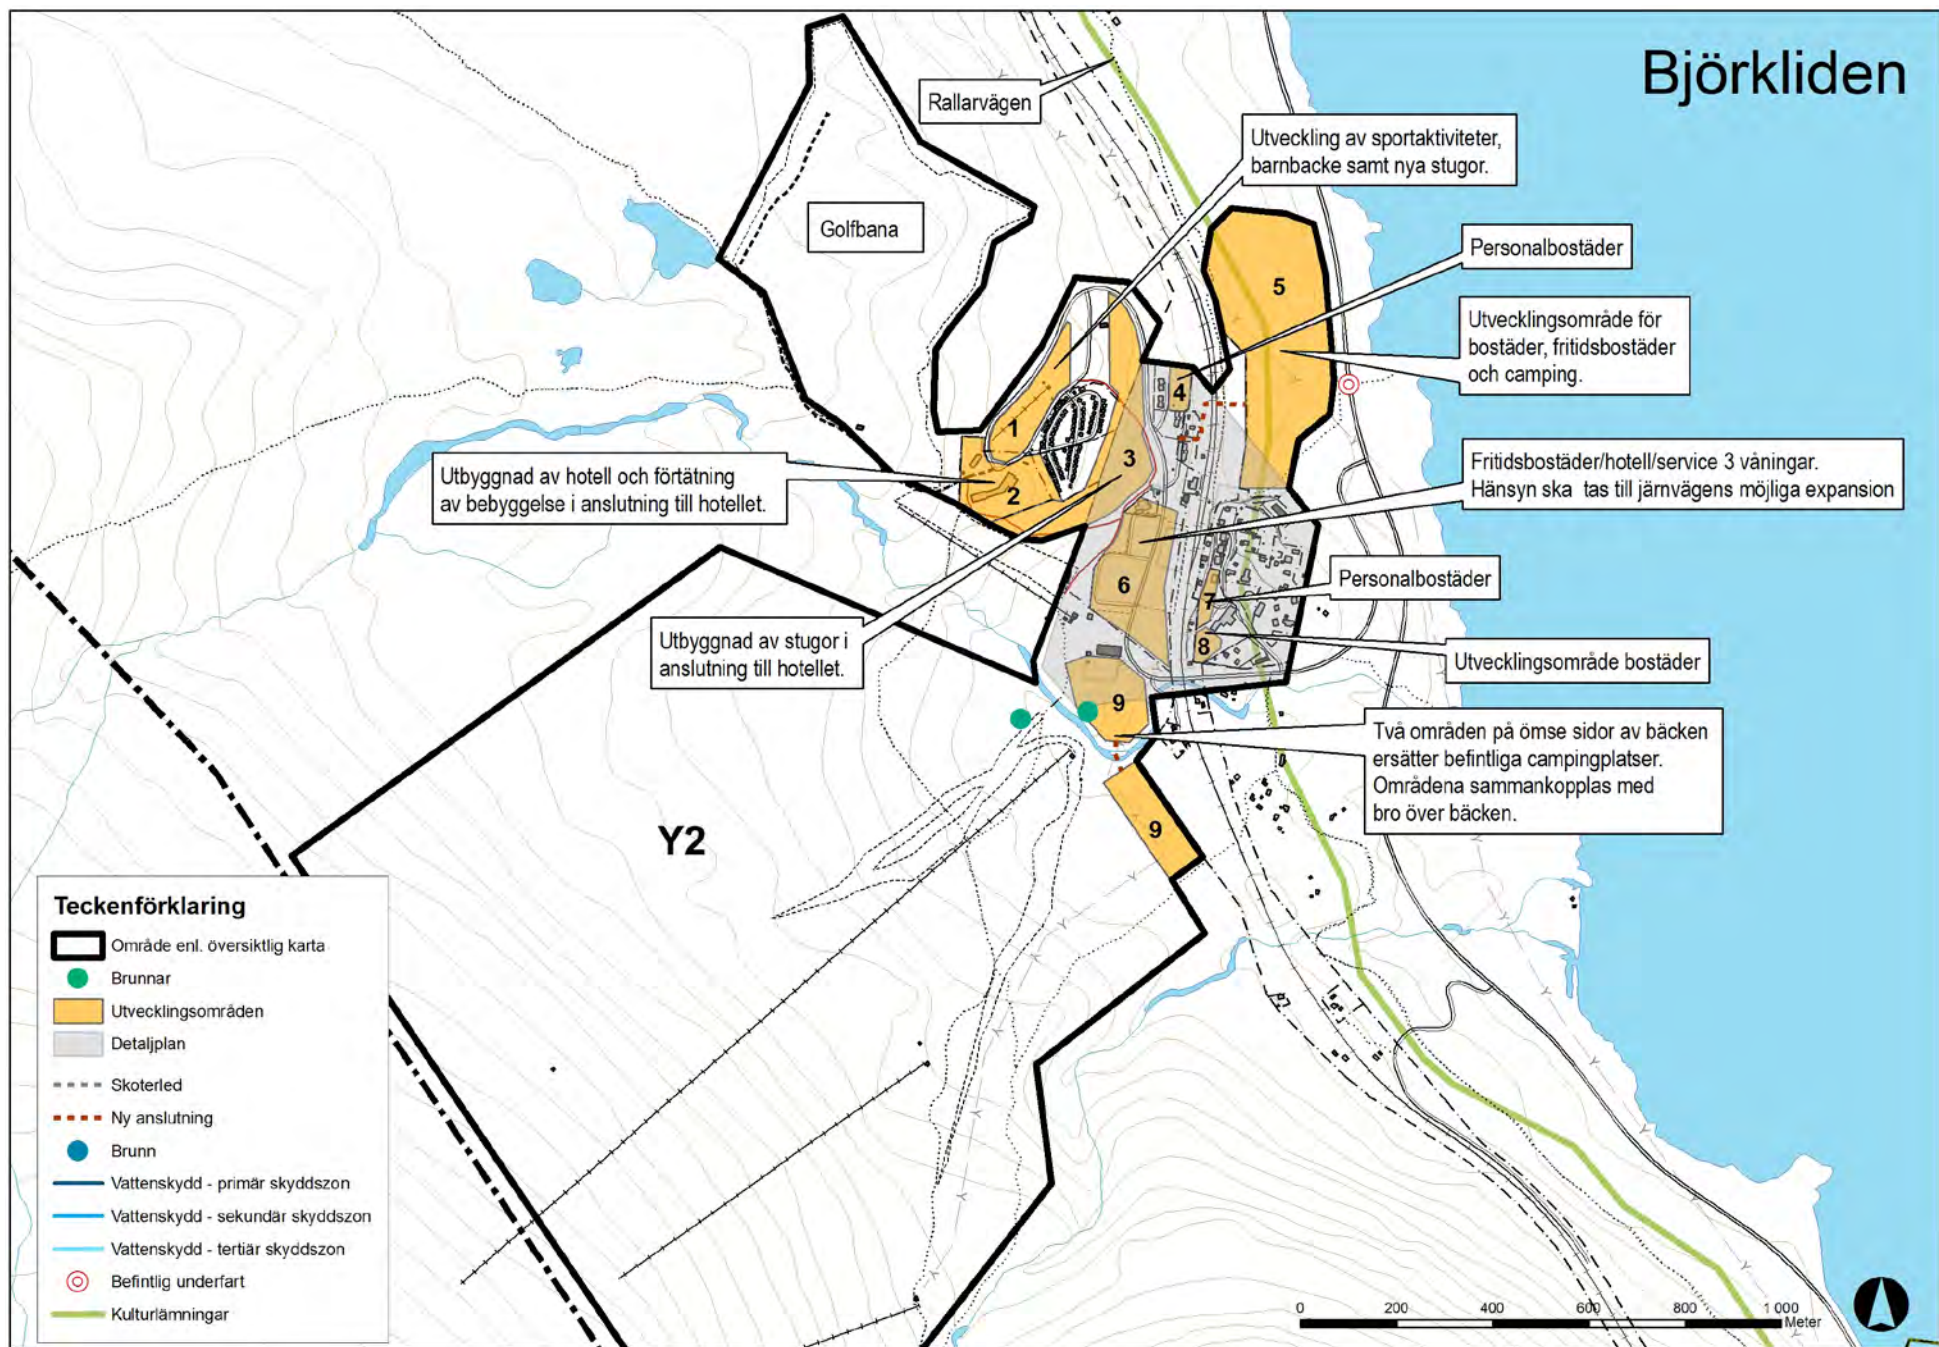 Björkliden
Rallarvägen
Utveckling av sportaktiviteter,
barnbacke samt nya stugor.
Golfbana
Personalbostäder
5
Utvecklingsområde för
bostäder, fritidsbostäder
och camping.
4
1
3
2
Utbyggnad av hotell och förtätning
av bebyggelse i anslutning till hotellet.
Fritidsbostäder/hotell/service 3 våningar.
Hänsyn ska tas till järnvägens möjliga expansion
6
7
Personalbostäder
Utbyggnad av stugor i
anslutning till hotellet.
8
Utvecklingsområde bostäder
9
Två områden på ömse sidor av bäcken
ersätter befintliga campingplatser.
Områdena sammankopplas med
bro över bäcken.
Y2
9
Teckenförklaring
Område enl. översiktlig karta
Brunnar
Utvecklingsområden
Detaljplan
Skoterled
Ny anslutning
Brunn
Vattenskydd - primär skyddszon
Vattenskydd - sekundär skyddszon
Vattenskydd - tertiär skyddszon
Befintlig underfart
Kulturlämningar
0 200 400 600 800 1 000
Meter